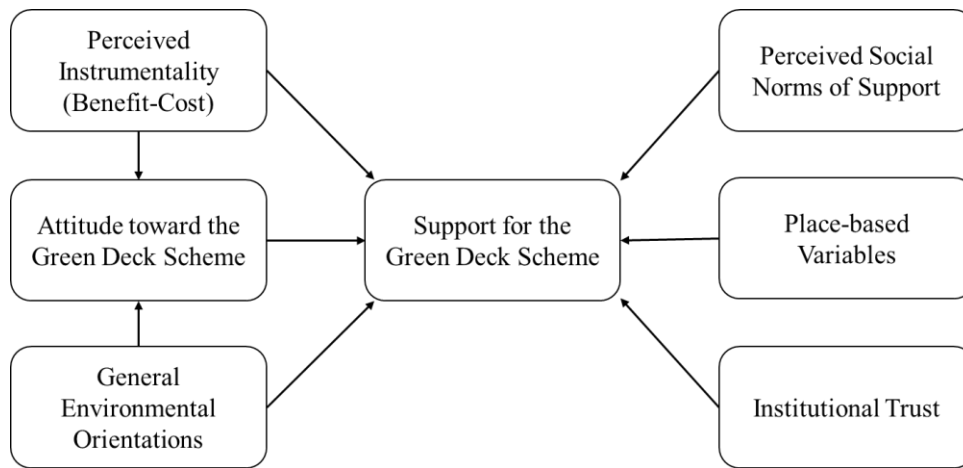 Perceived
Instrumentality
(Benefit-Cost)
Perceived Social
Norms of Support
Attitude toward the
Green Deck Scheme
Support for the
Green Deck Scheme
Place-based
Variables
General
Environmental
Orientations
Institutional Trust